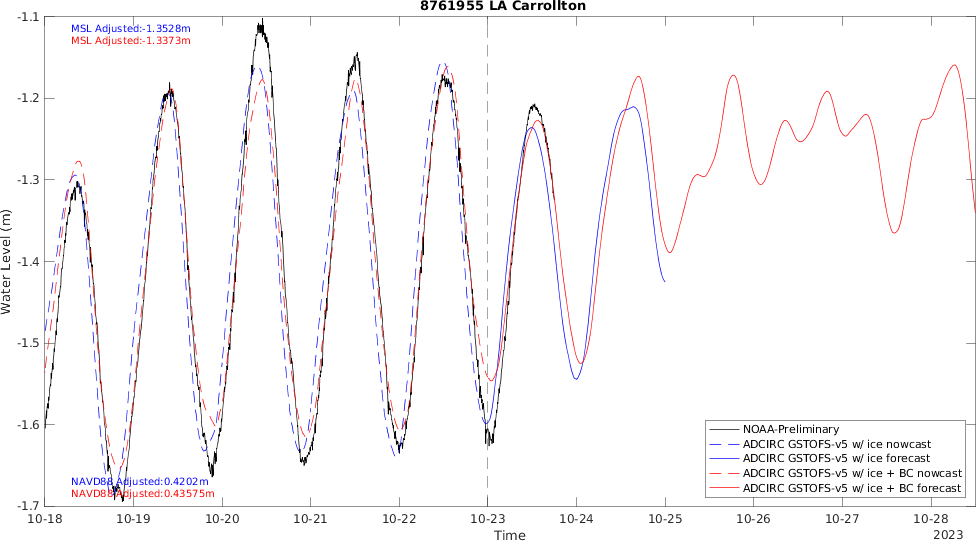 8761955 LA Carrollton
MSL Adjusted:-1.3528m
MSL Adjusted:-1.3373m
-1.1
-1.2
-1.3
-1.4
-1.5
-1.6
-1.7
Water Level (m)
NAVD88 Adjusted:0.4202m
NAVD88 Adjusted:0.43575m
NOAA-Preliminary
ADCIRC GSTOFS-v5 w/ ice nowcast
ADCIRC GSTOFS-v5 w/ ice forecast
ADCIRC GSTOFS-v5 w/ ice + BC nowcast
ADCIRC GSTOFS-v5 w/ ice + BC forecast
10-18 10-19 10-20 10-21 10-22 10-23 10-24 10-25 10-26 10-27 10-28
Time
2023